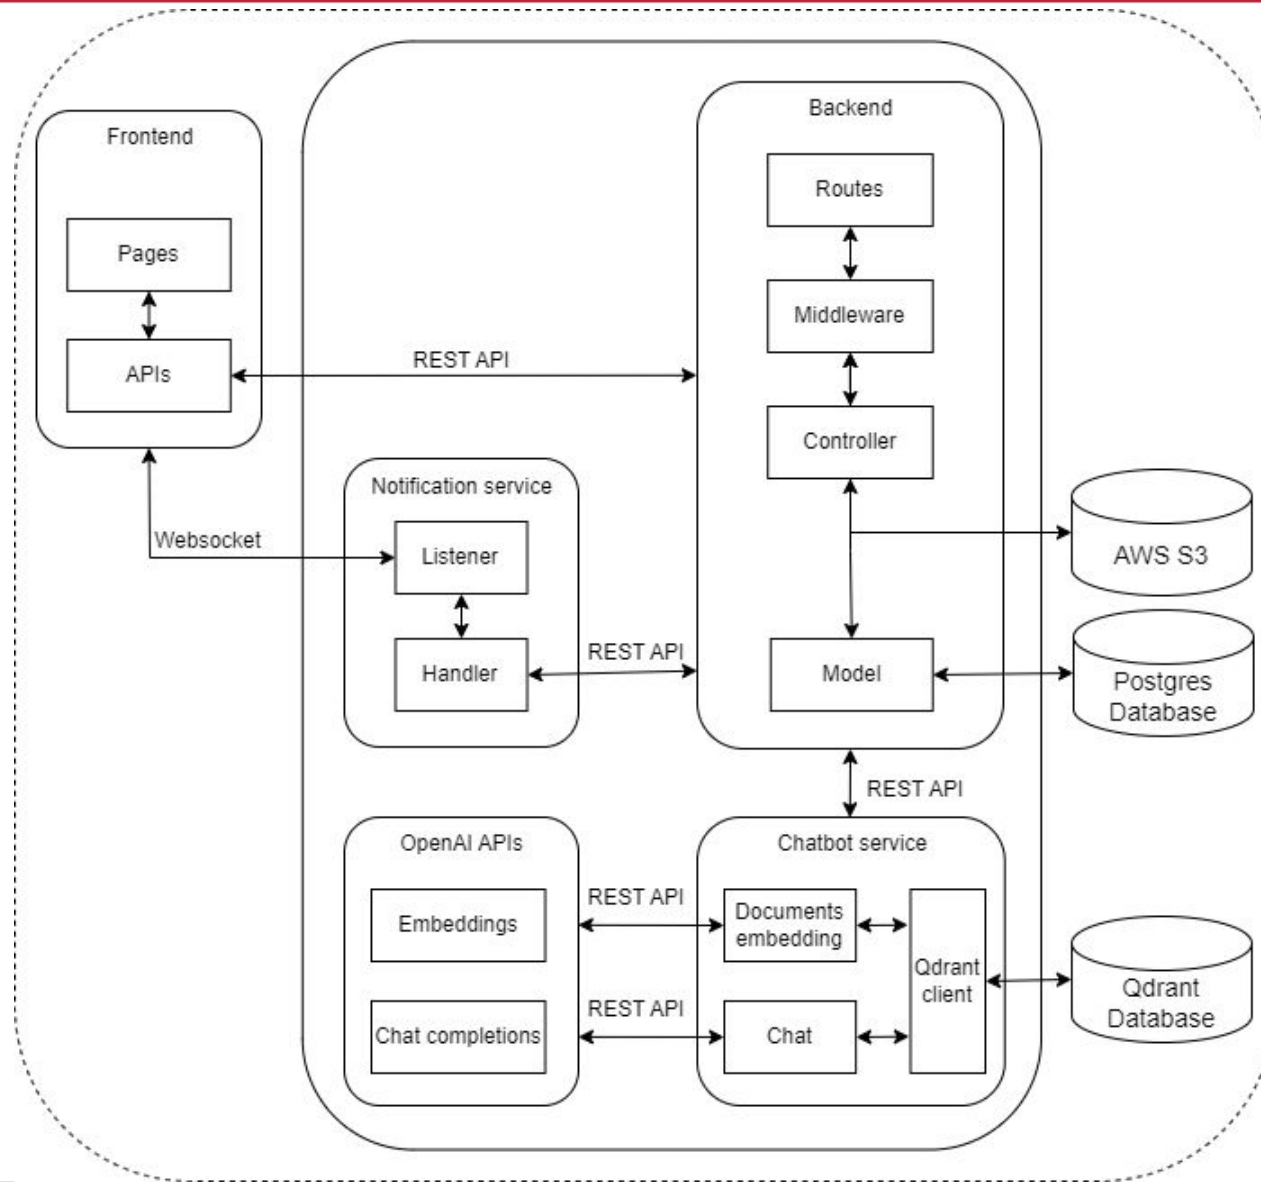 Backend
Frontend
Routes
Pages
Middleware
REST API
APIs
Controller
Notification service
Websocket
Listener
AWS S3
REST API
Handler
Model
Postgres
Database
REST API
OpenAI APIs
Chatbot service
REST API
Embeddings
Documents
embedding
Qdrant
client
Qdrant
Database
REST API
Chat completions
Chat